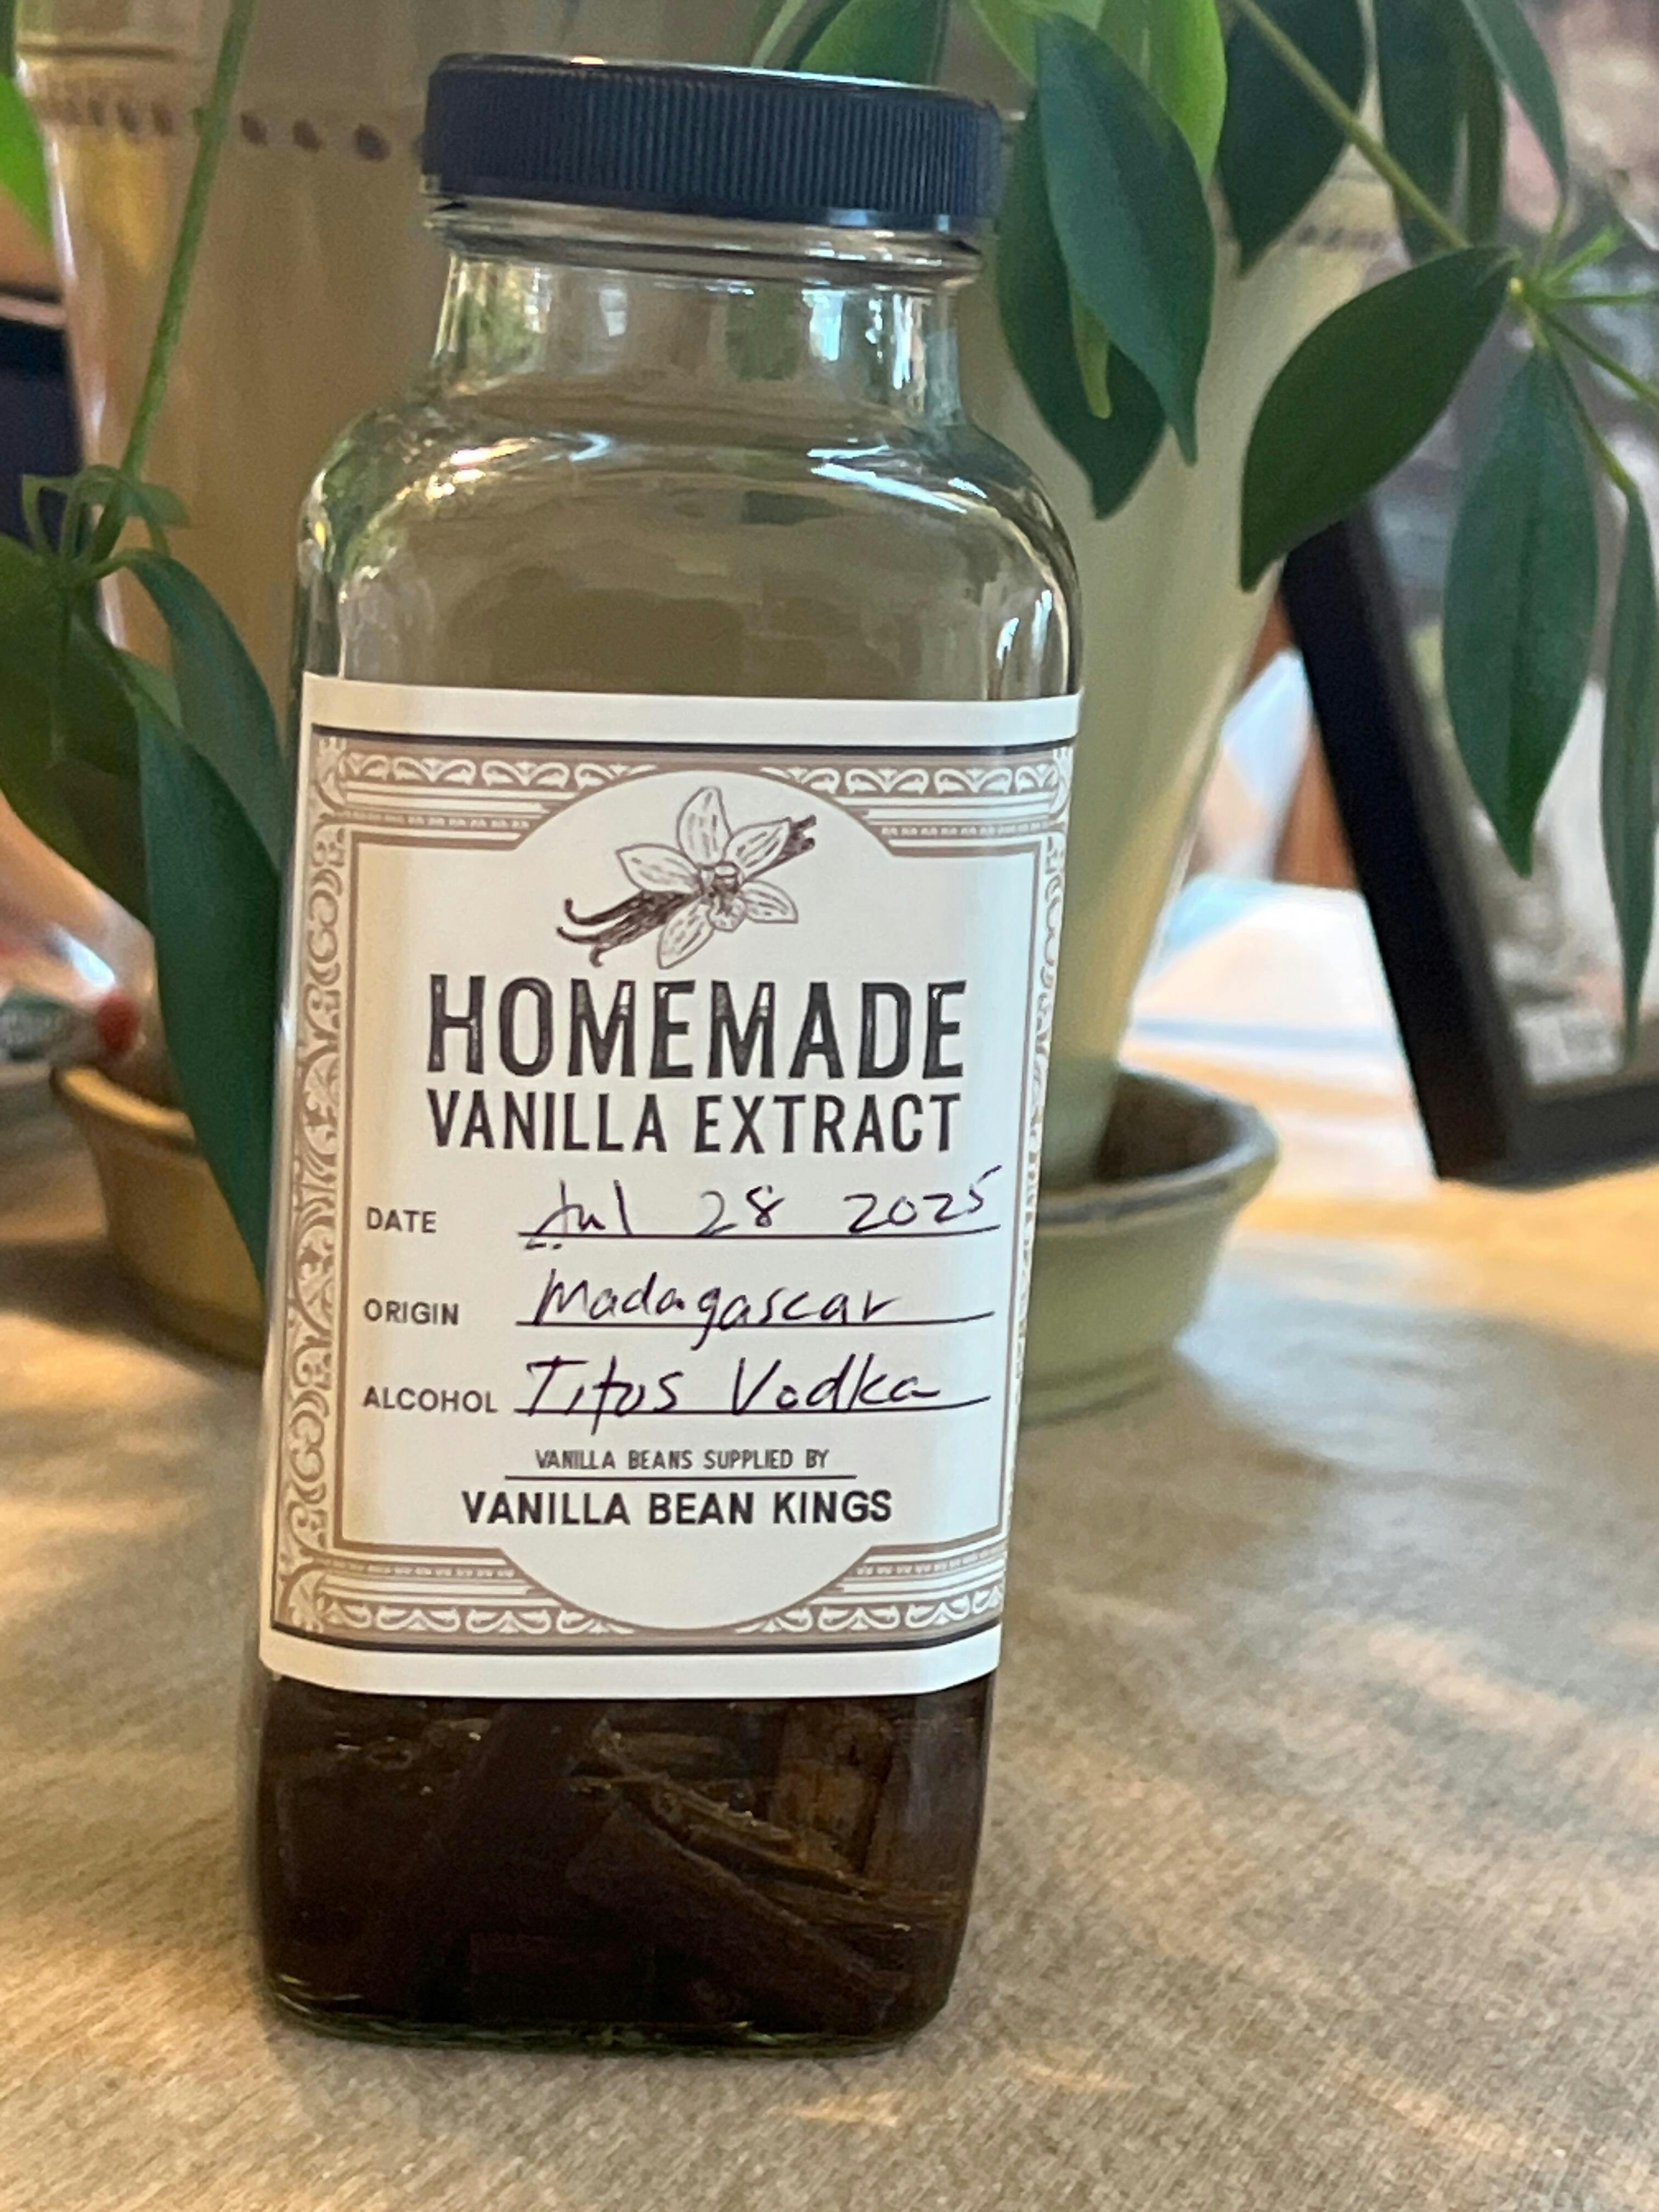 HOMEMADE
VANILLA EXTRACT
DATE Jul 28 2025
ORIGIN Madagascar
ALCOHOL Titos Vodka
VANILLA BEANS SUPPLIED BY
VANILLA BEAN KINGS